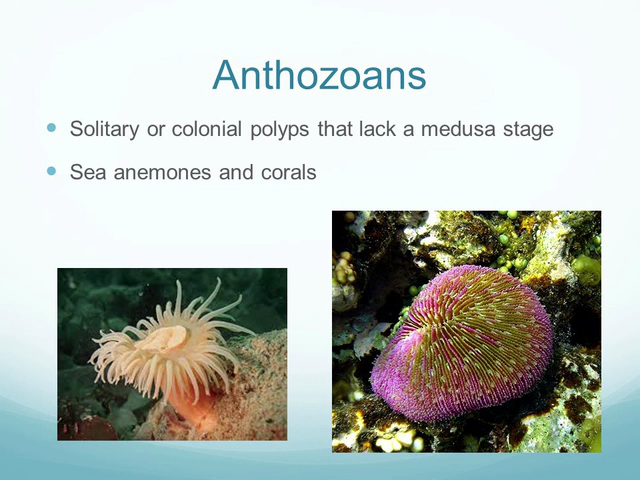 Anthozoans
Solitary or colonial polyps that lack a medusa stage
Sea anemones and corals